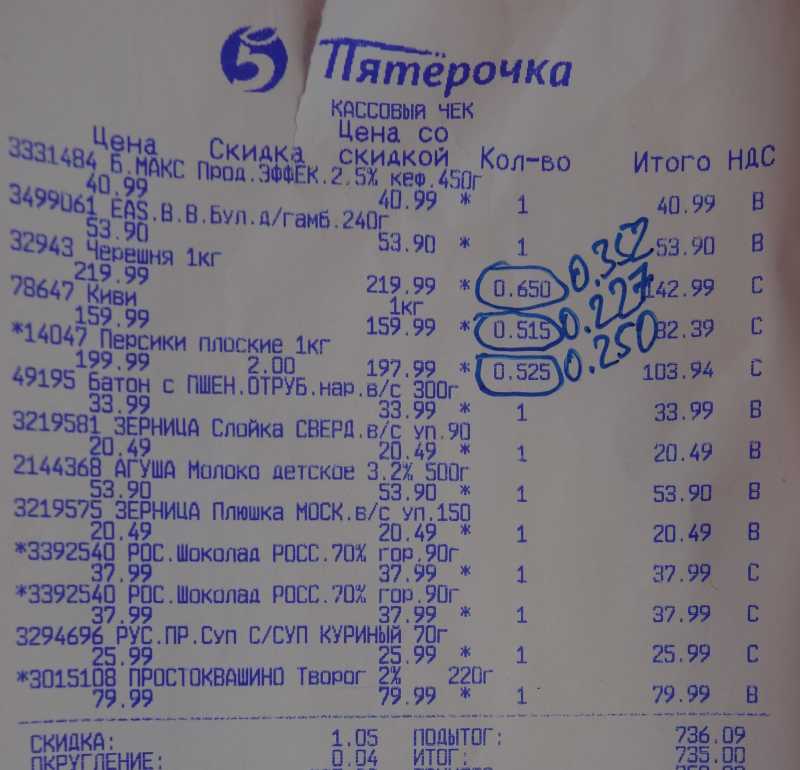 5 Пятёрочка
КАССОВЫЙ ЧЕК
Цена Скидка Цена со скидкой Кол-во Итого НДС
3331484 Б.МАКС Прод.ЭФФЕК.2,5% кеф.450г
40.99 40.99 * 1 40.99 В
3499061 EAS.В.В.Бул.д/гамб.240г
53.90 53.90 * 1 53.90 В
32943 Черешня 1кг
219.99 219.99 * 0.650 0.352 142.99 С
78647 Киви 1кг
159.99 159.99 * 0.515 0.227 82.39 С
*14047 Персики плоские 1кг
199.99 2.00 197.99 * 0.525 0.250 103.94 С
49195 Батон с ПШЕН.ОТРУБ.нар.в/с 300г
33.99 33.99 * 1 33.99 В
3219581 ЗЕРНИЦА Слойка СВЕРД.в/с уп.90
20.49 20.49 * 1 20.49 В
2144368 АГУША Молоко детское 3.2% 500г
53.90 53.90 * 1 53.90 В
3219575 ЗЕРНИЦА Плюшка МОСК.в/с уп.150
20.49 20.49 * 1 20.49 В
*3392540 РОС.Шоколад РОСС.70% гор.90г
37.99 37.99 * 1 37.99 С
*3392540 РОС.Шоколад РОСС.70% гор.90г
37.99 37.99 * 1 37.99 С
3294696 РУС.ПР.Суп С/СУП КУРИНЫЙ 70г
25.99 25.99 * 1 25.99 С
*3015108 ПРОСТОКВАШИНО Творог 2% 220г
79.99 79.99 * 1 79.99 В
СКИДКА: 1.05 ПОДЫТОГ: 736.09
ОКРУГЛЕНИЕ: 0.04 ИТОГ: 735.00